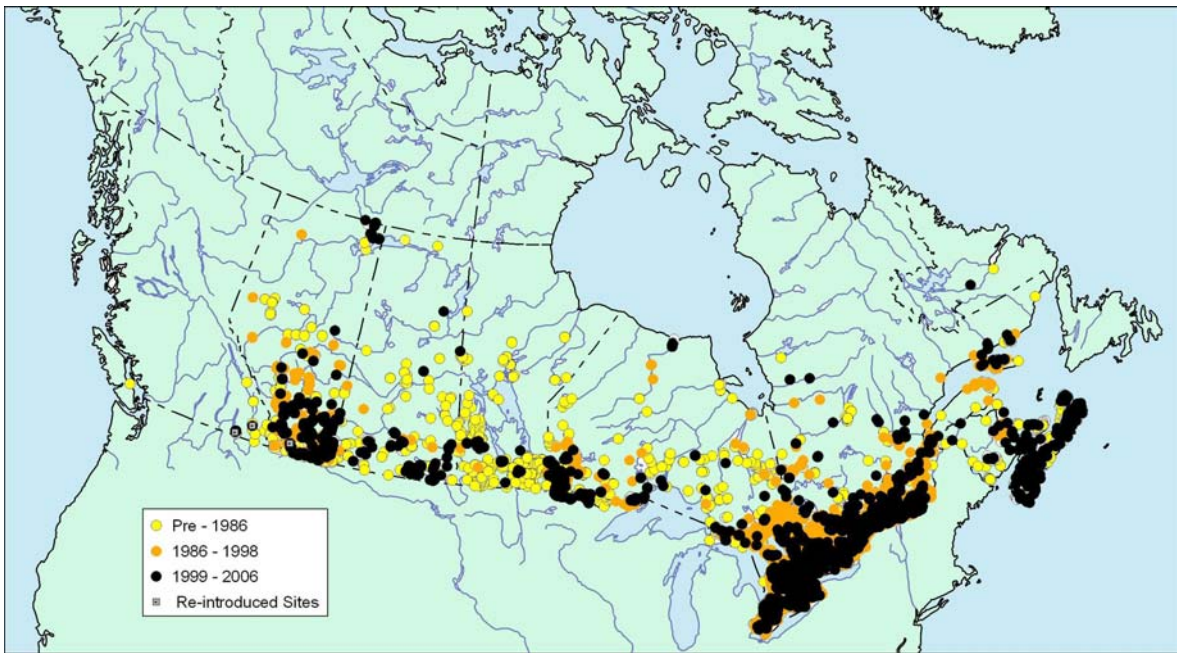 Pre - 1986
1986 - 1998
1999 - 2006
Re-introduced Sites